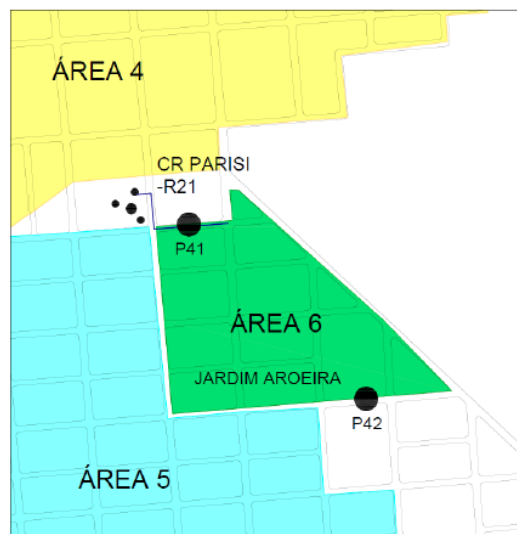 ÁREA 4
CR PARISI
-R21
P41
ÁREA 6
JARDIM AROEIRA
P42
ÁREA 5